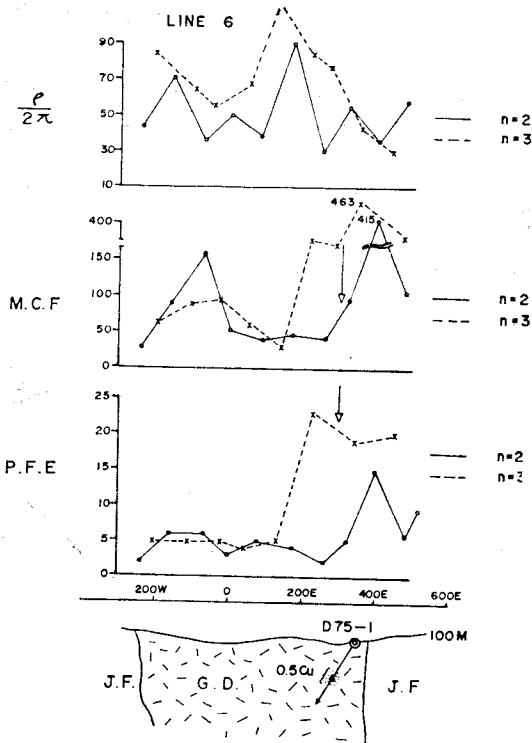 LINE 6
90
70
50
30
10
ρ
2π
n=2
n=3
463
415
400
150
100
50
0
M.C.F
n=2
n=3
25
20
15
10
5
0
P.F.E
n=2
200W 0 200E 400E 600E
D75-1
100M
0.5Cu
J.F. G.D. J.F